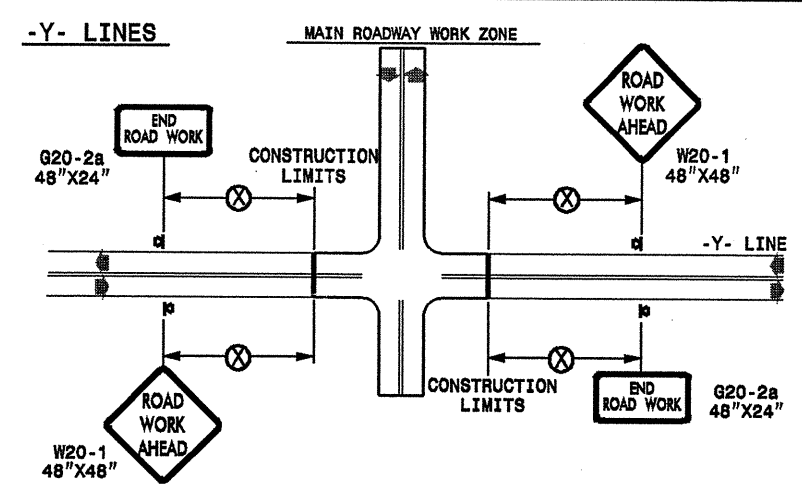 -Y- LINES
MAIN ROADWAY WORK ZONE
END
ROAD WORK
G20-2a
48"X24"
CONSTRUCTION
LIMITS
X
X
ROAD
WORK
AHEAD
W20-1
48"X48"
-Y- LINE
X
X
ROAD
WORK
AHEAD
W20-1
48"X48"
CONSTRUCTION
LIMITS
END
ROAD WORK
G20-2a
48"X24"